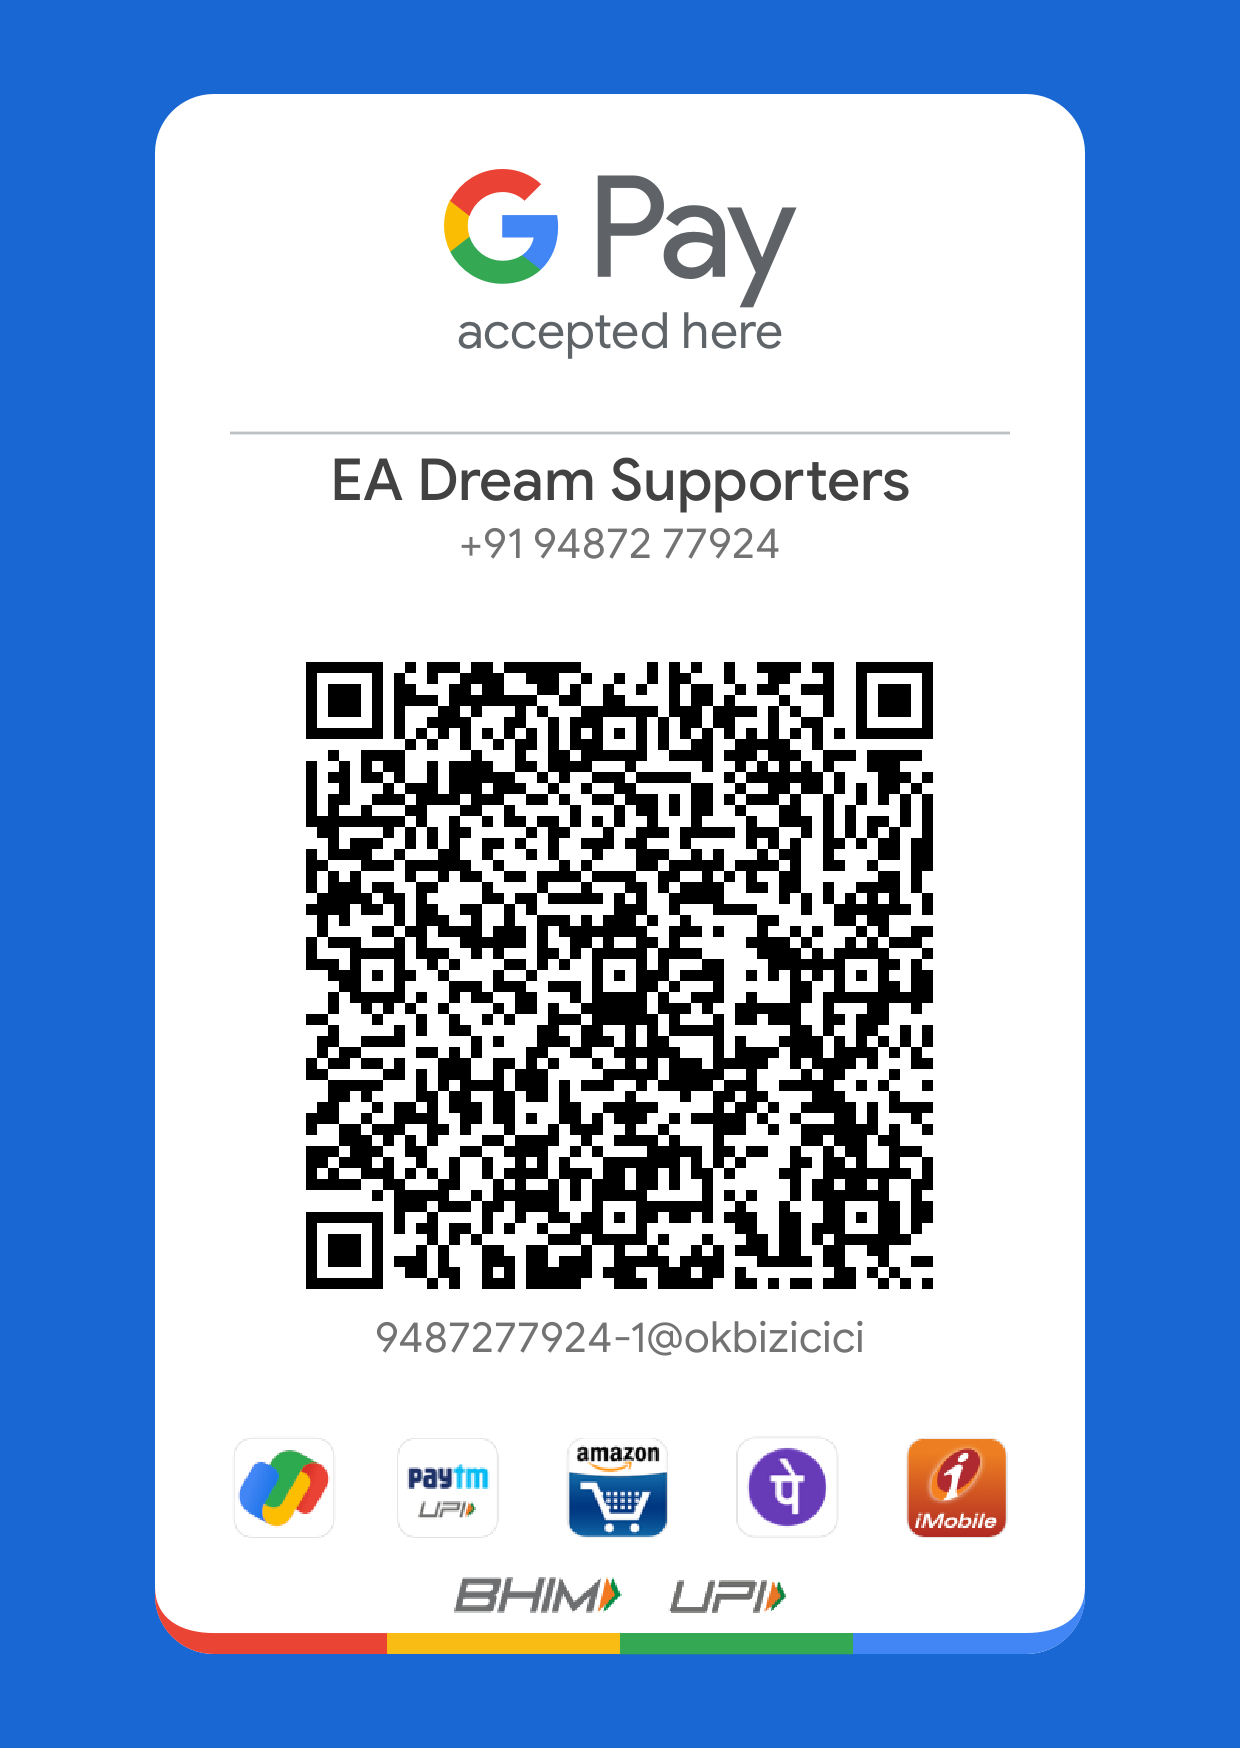 G Pay
accepted here
EA Dream Supporters
+91 94872 77924
9487277924-1@okbizicici
paytm
UPI
amazon
पे
i
iMobile
BHIM UPI